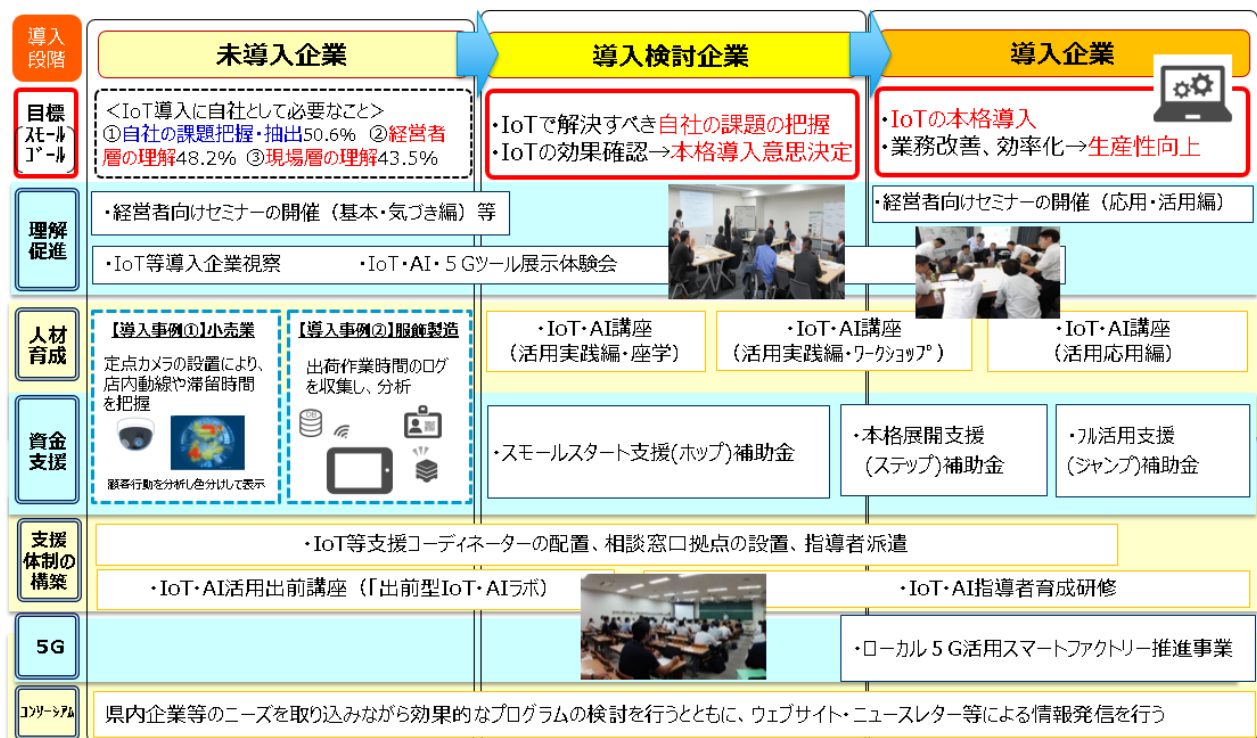 導入
段階
未導入企業
導入検討企業
導入企業
目標
(スモール
ゴール)
<IoT導入に自社として必要なこと>
①自社の課題把握・抽出50.6% ②経営者
層の理解48.2% ③現場層の理解43.5%
・IoTで解決すべき自社の課題の把握
・IoTの効果確認→本格導入意思決定
・IoTの本格導入
・業務改善、効率化→生産性向上
理解
促進
・経営者向けセミナーの開催（基本・気づき編）等
・経営者向けセミナーの開催（応用・活用編）
・IoT等導入企業視察　・IoT・AI・５Gツール展示体験会
人材
育成
【導入事例①】小売業
定点カメラの設置により、
店内動線や滞留時間
を把握
顧客行動を分析し色分けして表示
【導入事例②】服飾製造
出荷作業時間のログ
を収集し、分析
DB
・IoT・AI講座
（活用実践編・座学）
・IoT・AI講座
（活用実践編・ワークショップ）
・IoT・AI講座
（活用応用編）
資金
支援
・スモールスタート支援(ホップ)補助金
・本格展開支援
(ステップ)補助金
・フル活用支援
(ジャンプ)補助金
支援
体制の
構築
・IoT等支援コーディネーターの配置、相談窓口拠点の設置、指導者派遣
・IoT・AI活用出前講座（「出前型IoT・AIラボ）
・IoT・AI指導者育成研修
5G
・ローカル５G活用スマートファクトリー推進事業
コンソーシアム
県内企業等のニーズを取り込みながら効果的なプログラムの検討を行うとともに、ウェブサイト・ニュースレター等による情報発信を行う